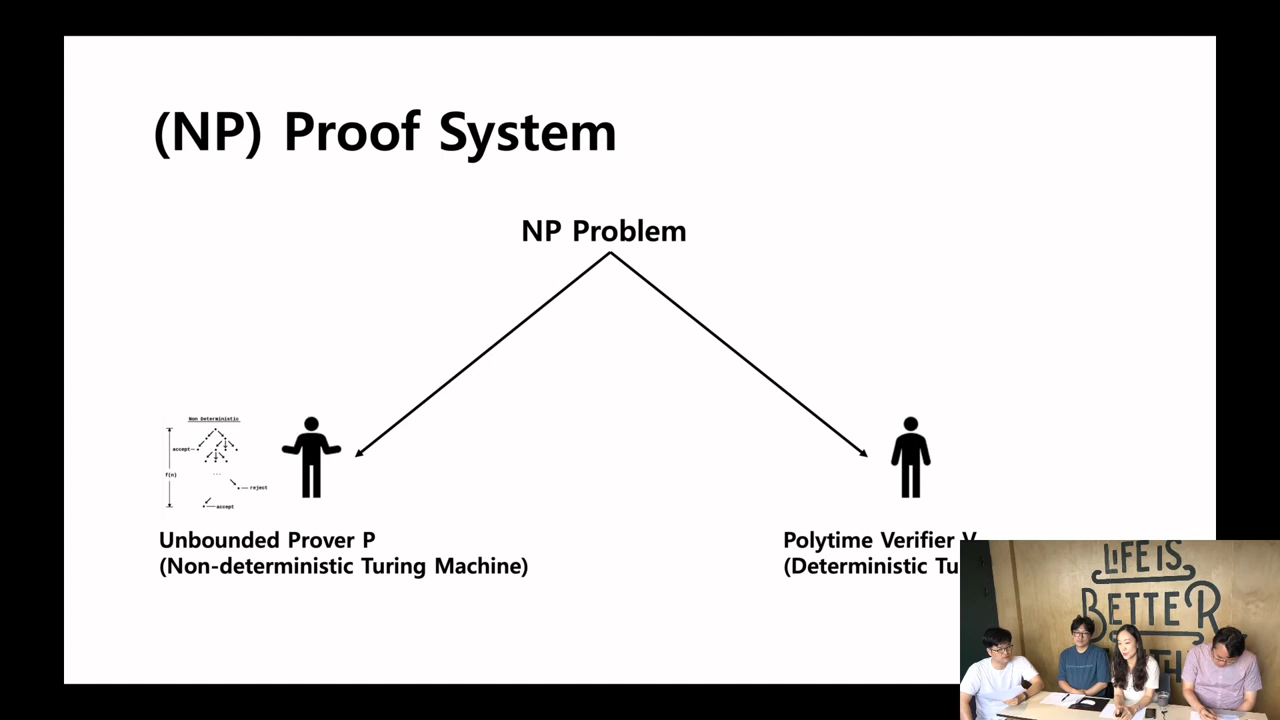 (NP) Proof System
NP Problem
Non Deterministic
accept
f(n)
...
reject
accept
Unbounded Prover P
(Non-deterministic Turing Machine)
Polytime Verifier V
(Deterministic Tu
LIFE IS
BETTER